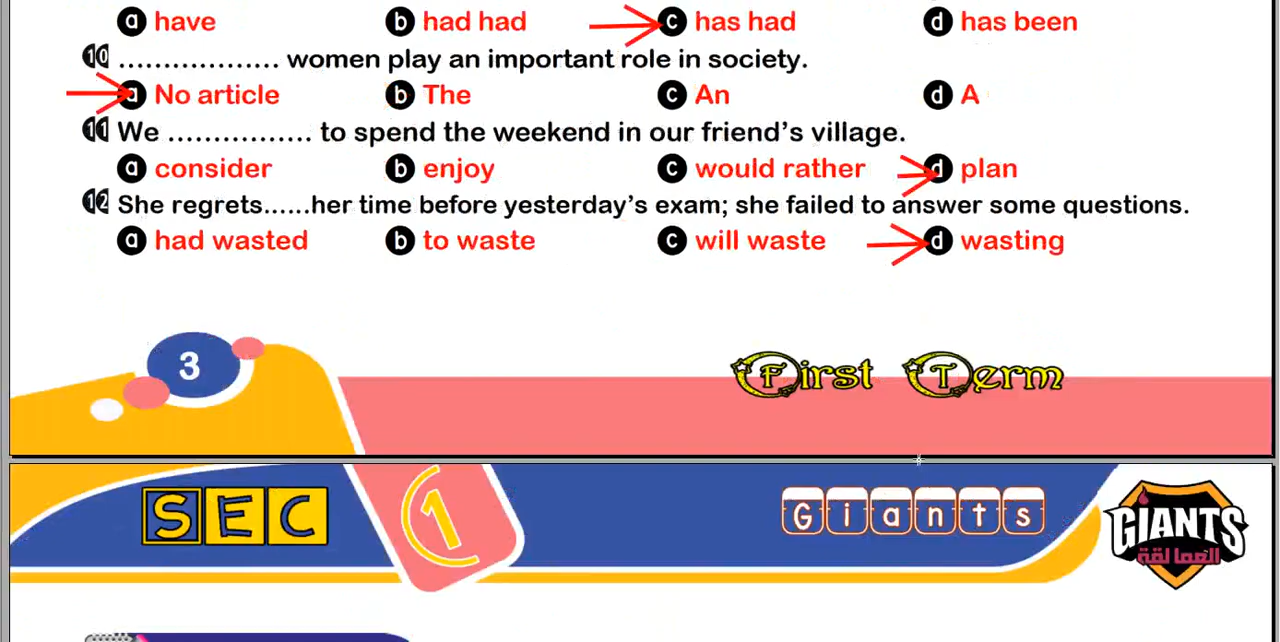 a have b had had c has had d has been
10 .................. women play an important role in society.
a No article b The c An d A
11 We ................ to spend the weekend in our friend's village.
a consider b enjoy c would rather d plan
12 She regrets......her time before yesterday's exam; she failed to answer some questions.
a had wasted b to waste c will waste d wasting
3
First Term
SEC 1
Giants
GIANTS
العمالقة